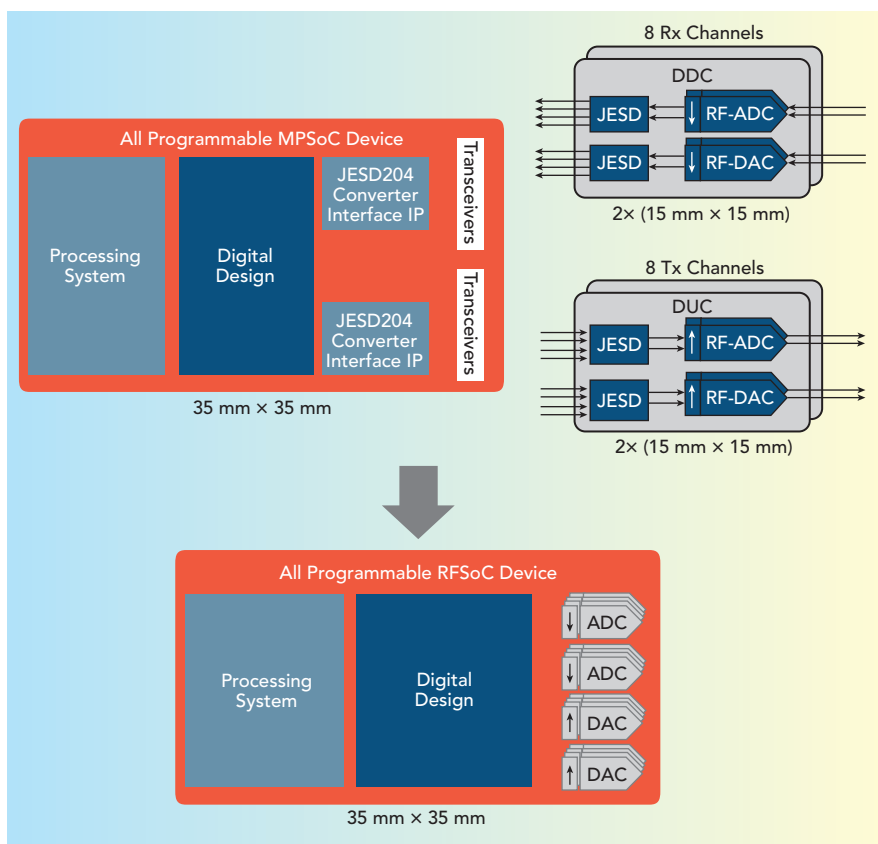 All Programmable MPSoC Device
Processing
System
Digital
Design
JESD204
Converter
Interface IP
Transceivers
JESD204
Converter
Interface IP
Transceivers
35 mm × 35 mm
8 Rx Channels
DDC
JESD
RF-ADC
JESD
RF-DAC
2× (15 mm × 15 mm)
8 Tx Channels
DUC
JESD
RF-ADC
JESD
RF-DAC
2× (15 mm × 15 mm)
All Programmable RFSoC Device
Processing
System
Digital
Design
ADC
ADC
DAC
DAC
35 mm × 35 mm